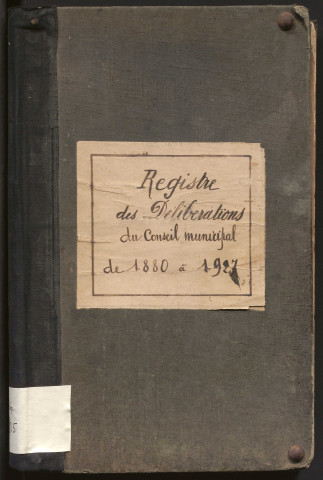 Registre
des Délibérations
du Conseil municipal
de 1880 à 1927